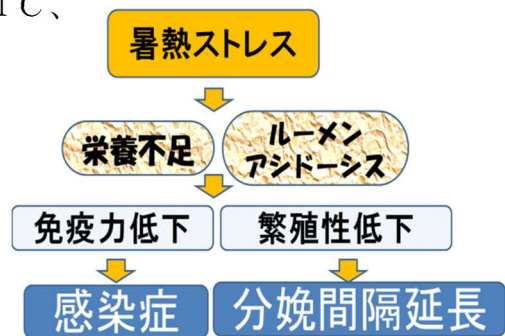 し、
暑熱ストレス
栄養不足
ルーメン
アシドーシス
免疫力低下 繁殖性低下
感染症 分娩間隔延長